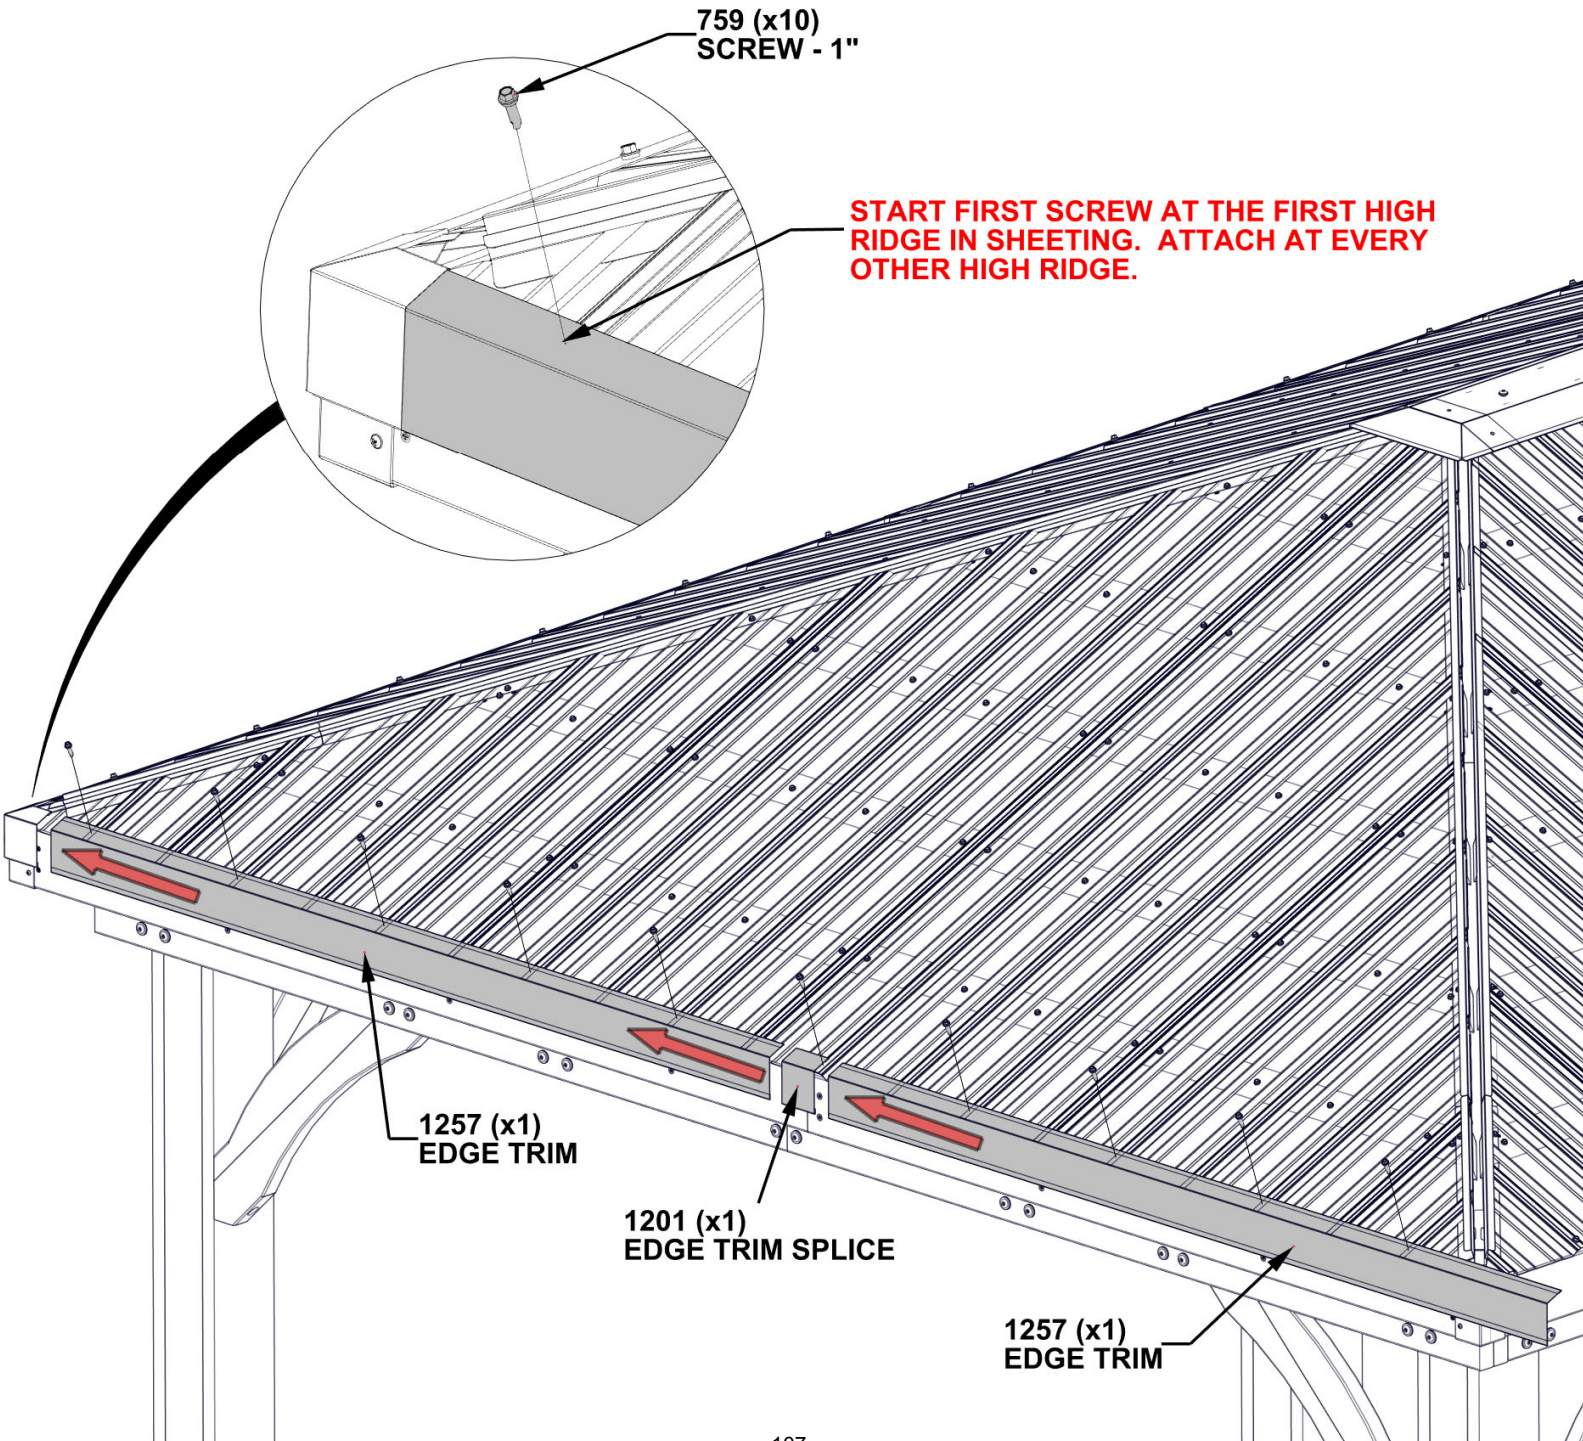 759 (x10)
SCREW - 1"
START FIRST SCREW AT THE FIRST HIGH
RIDGE IN SHEETING.  ATTACH AT EVERY
OTHER HIGH RIDGE.
1257 (x1)
EDGE TRIM
1201 (x1)
EDGE TRIM SPLICE
1257 (x1)
EDGE TRIM